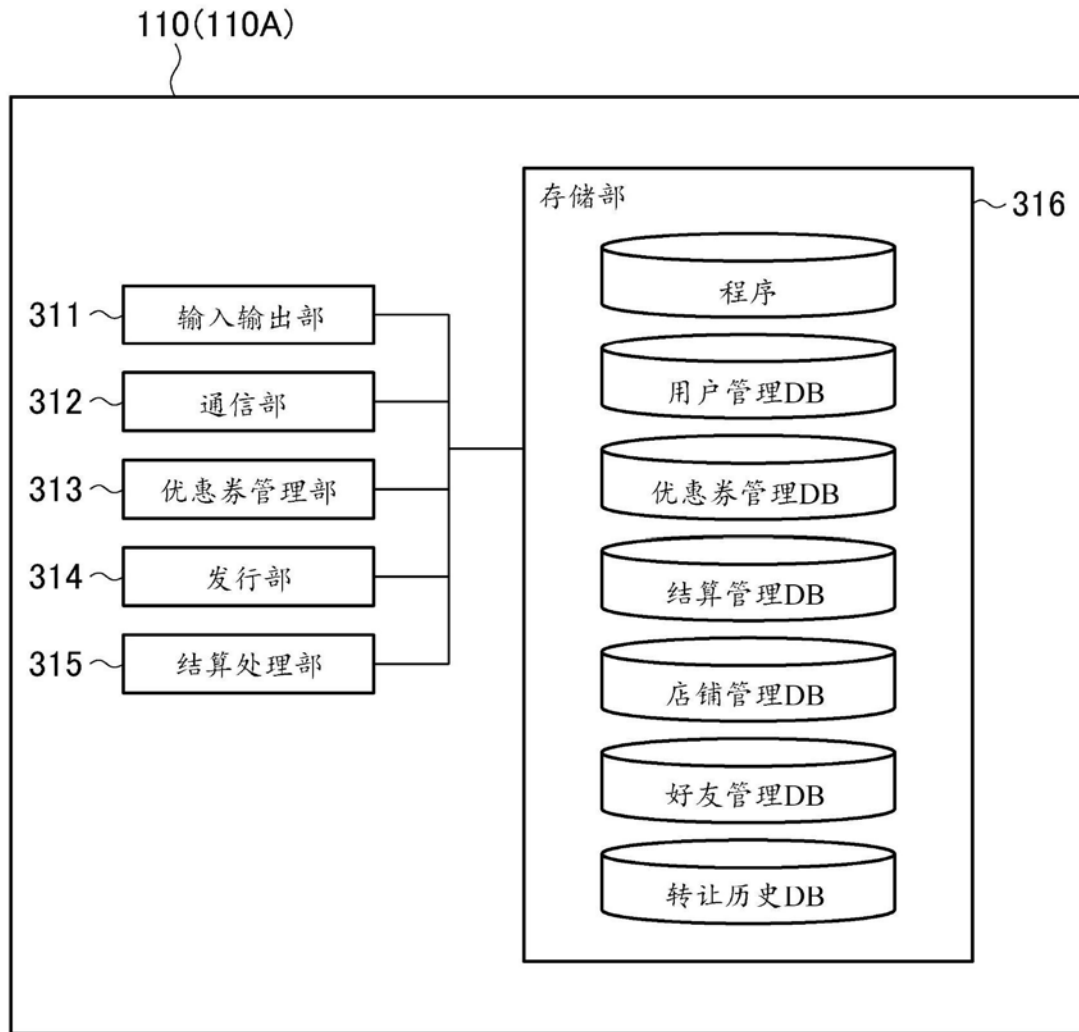 110(110A)
存储部
316
程序
311
输入输出部
用户管理DB
312
通信部
优惠券管理DB
313
优惠券管理部
结算管理DB
314
发行部
店铺管理DB
315
结算处理部
好友管理DB
转让历史DB